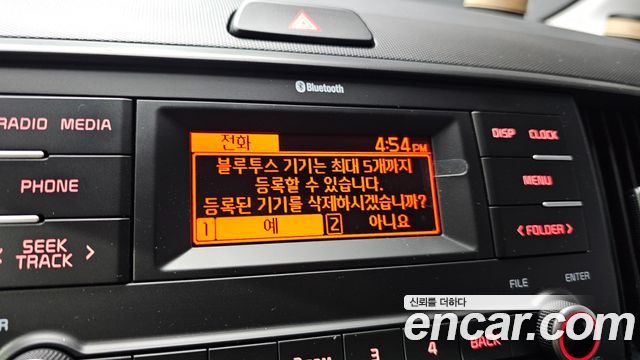 Bluetooth
RADIO MEDIA
PHONE
SEEK
TRACK
전화 4:54 PM
블루투스 기기는 최대 5개까지
등록할 수 있습니다.
등록된 기기를 삭제하시겠습니까?
1 예 2 아니요
DISP CLOCK
MENU
< FOLDER >
FILE ENTER
BACK
3 4
신뢰를 더하다
encar.com